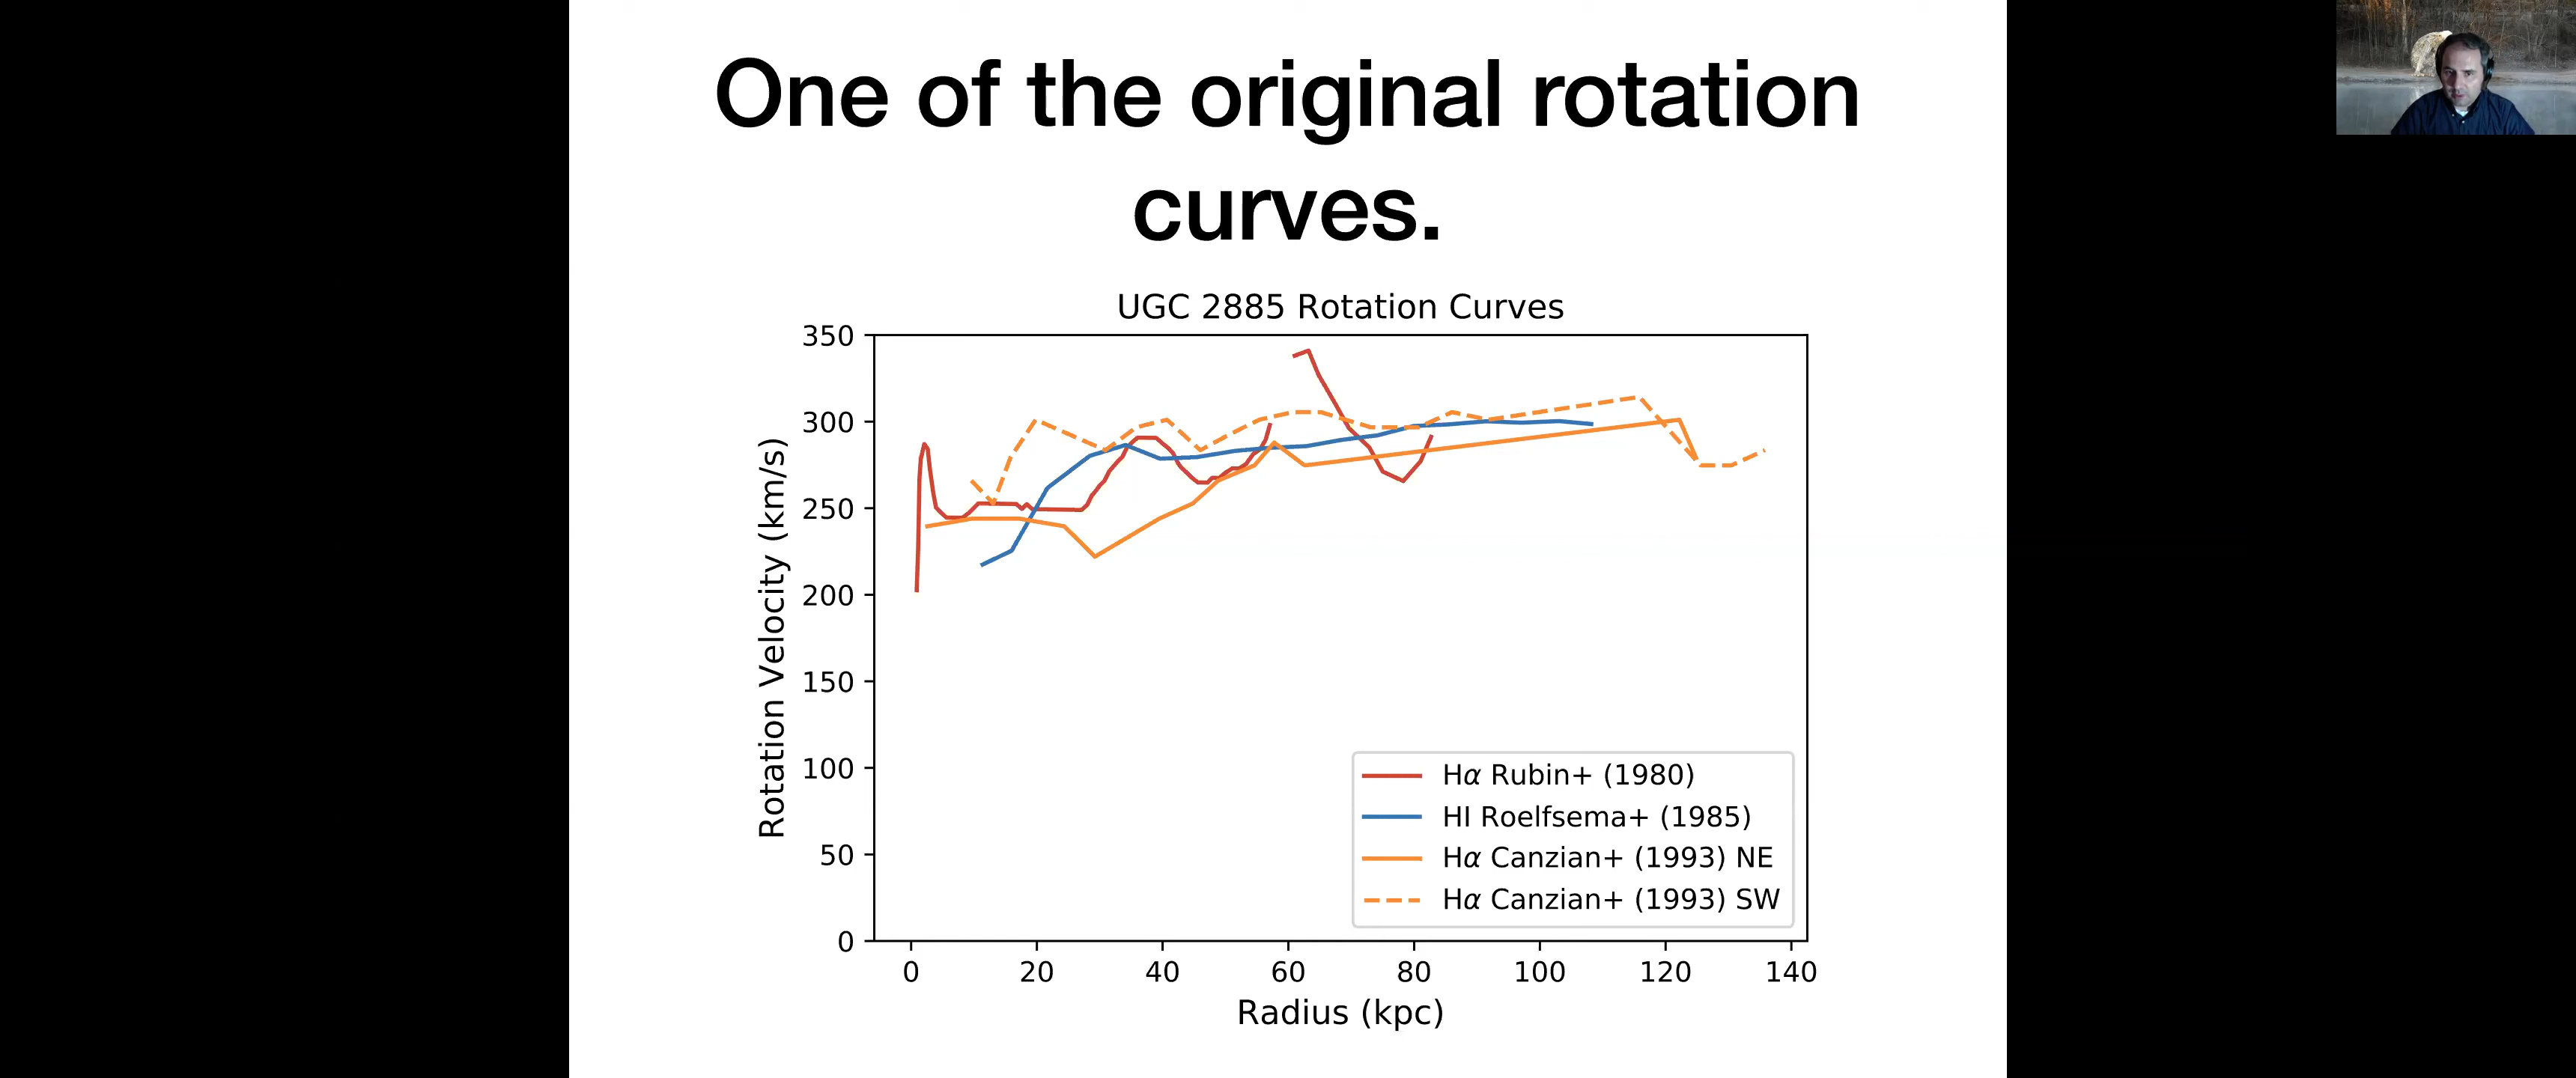 One of the original rotation
curves.
UGC 2885 Rotation Curves
350
300
250
200
150
100
50
0
Rotation Velocity (km/s)
Hα Rubin+ (1980)
HI Roelfsema+ (1985)
Hα Canzian+ (1993) NE
Hα Canzian+ (1993) SW
0 20 40 60 80 100 120 140
Radius (kpc)